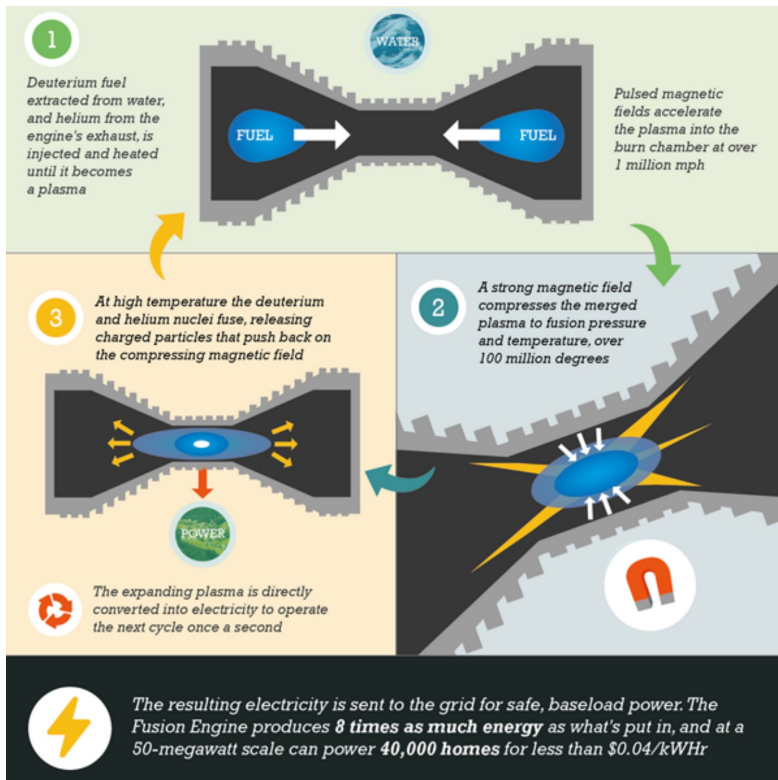 1
WATER
Deuterium fuel
extracted from water,
and helium from the
engine's exhaust, is
injected and heated
until it becomes
a plasma
FUEL
FUEL
Pulsed magnetic
fields accelerate
the plasma into the
burn chamber at over
1 million mph
2
A strong magnetic field
compresses the merged
plasma to fusion pressure
and temperature, over
100 million degrees
3
At high temperature the deuterium
and helium nuclei fuse, releasing
charged particles that push back on
the compressing magnetic field
POWER
The expanding plasma is directly
converted into electricity to operate
the next cycle once a second
The resulting electricity is sent to the grid for safe, baseload power. The
Fusion Engine produces 8 times as much energy as what's put in, and at a
50-megawatt scale can power 40,000 homes for less than $0.04/kWHr